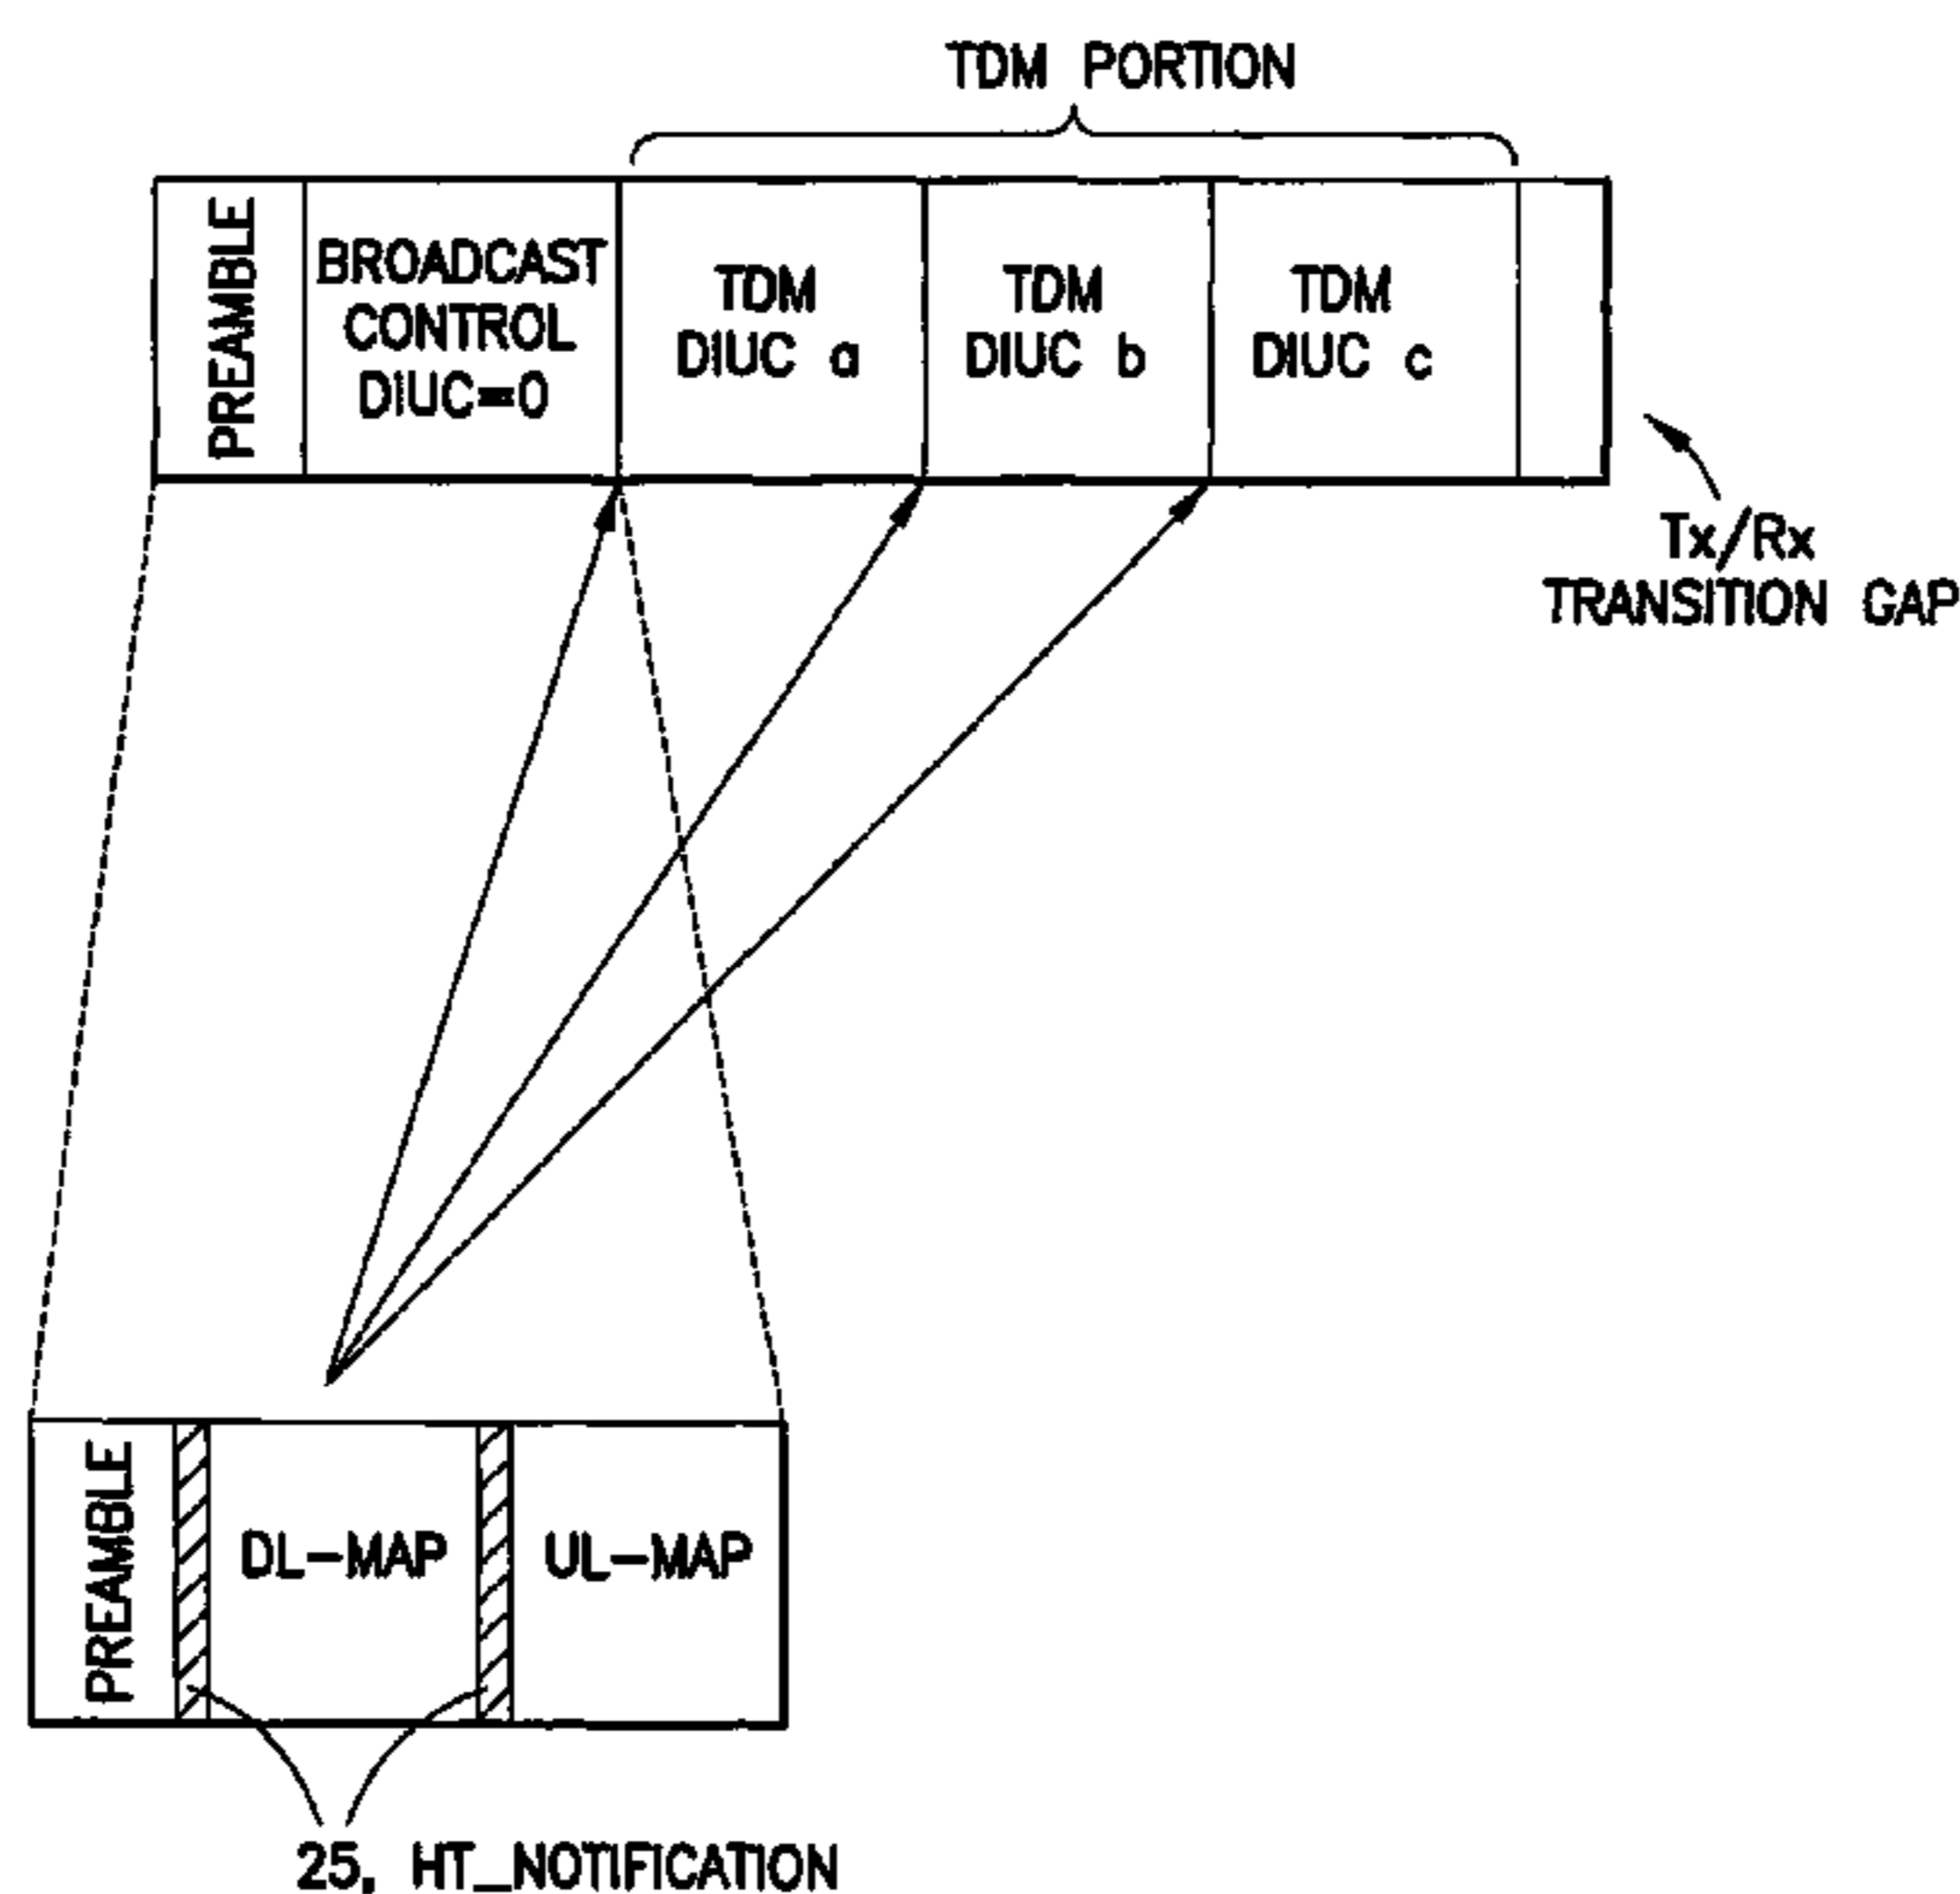 TDM PORTION
PREAMBLE
BROADCAST
CONTROL
DIUC=0
TDM
DIUC a
TDM
DIUC b
TDM
DIUC c
Tx/Rx
TRANSITION GAP
PREAMBLE
DL-MAP
UL-MAP
25, HT_NOTIFICATION